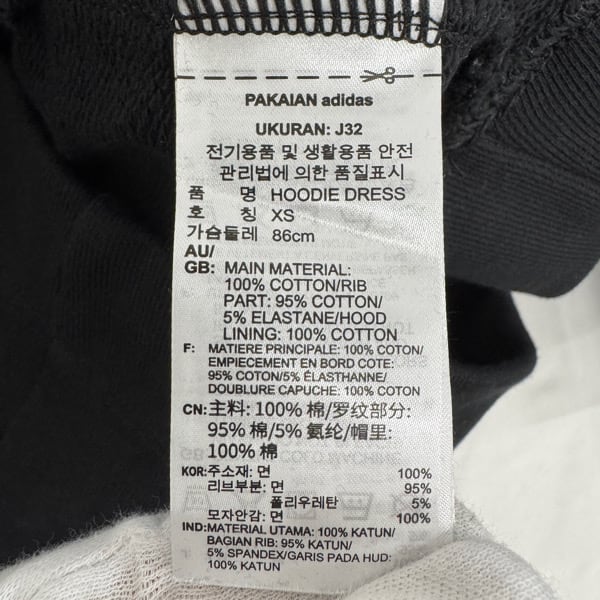 PAKAIAN adidas
UKURAN: J32
전기용품 및 생활용품 안전
관리법에 의한 품질표시
품 명 HOODIE DRESS
호 칭 XS
가슴둘레 86cm
AU/
GB: MAIN MATERIAL:
100% COTTON/RIB
PART: 95% COTTON/
5% ELASTANE/HOOD
LINING: 100% COTTON
F: MATIERE PRINCIPALE: 100% COTON/
EMPIECEMENT EN BORD COTE:
95% COTON/5% ÉLASTHANNE/
DOUBLURE CAPUCHE: 100% COTON
CN: 主料: 100% 棉/罗纹部分:
95% 棉/5% 氨纶/帽里:
100% 棉
KOR: 주소재: 면 100%
리브부분: 면 95%
폴리우레탄 5%
모자안감: 면 100%
IND: MATERIAL UTAMA: 100% KATUN/
BAGIAN RIB: 95% KATUN/
5% SPANDEX/GARIS PADA HUD:
100% KATUN